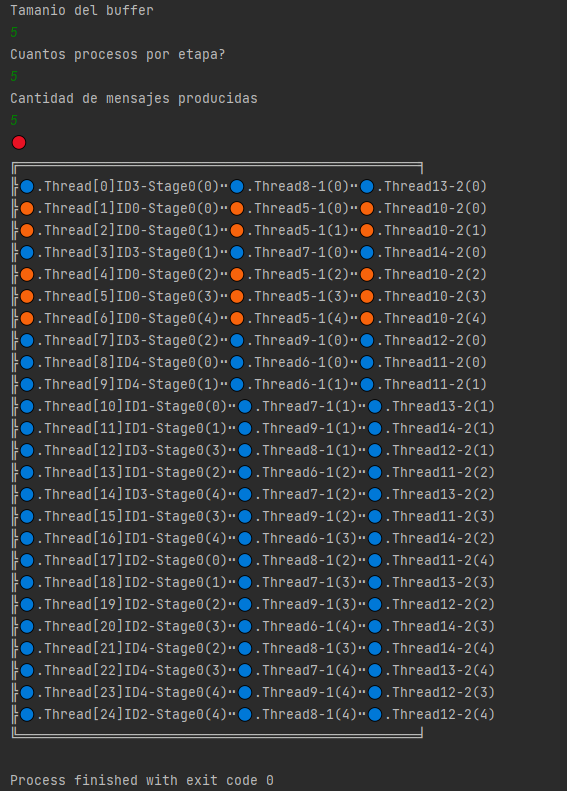 Tamanio del buffer
5
Cuantos procesos por etapa?
5
Cantidad de mensajes producidas
5
🔴
╔══════════════════════════════════════════════════╕
╠🔵.Thread[0]ID3-Stage0(0)··🔵.Thread8-1(0)··🔵.Thread13-2(0)
╠🟠.Thread[1]ID0-Stage0(0)··🟠.Thread5-1(0)··🟠.Thread10-2(0)
╠🟠.Thread[2]ID0-Stage0(1)··🟠.Thread5-1(1)··🟠.Thread10-2(1)
╠🔵.Thread[3]ID3-Stage0(1)··🔵.Thread7-1(0)··🔵.Thread14-2(0)
╠🟠.Thread[4]ID0-Stage0(2)··🟠.Thread5-1(2)··🟠.Thread10-2(2)
╠🟠.Thread[5]ID0-Stage0(3)··🟠.Thread5-1(3)··🟠.Thread10-2(3)
╠🟠.Thread[6]ID0-Stage0(4)··🟠.Thread5-1(4)··🟠.Thread10-2(4)
╠🔵.Thread[7]ID3-Stage0(2)··🔵.Thread9-1(0)··🔵.Thread12-2(0)
╠🔵.Thread[8]ID4-Stage0(0)··🔵.Thread6-1(0)··🔵.Thread11-2(0)
╠🔵.Thread[9]ID4-Stage0(1)··🔵.Thread6-1(1)··🔵.Thread11-2(1)
╠🔵.Thread[10]ID1-Stage0(0)··🔵.Thread7-1(1)··🔵.Thread13-2(1)
╠🔵.Thread[11]ID1-Stage0(1)··🔵.Thread9-1(1)··🔵.Thread14-2(1)
╠🔵.Thread[12]ID3-Stage0(3)··🔵.Thread8-1(1)··🔵.Thread12-2(1)
╠🔵.Thread[13]ID1-Stage0(2)··🔵.Thread6-1(2)··🔵.Thread11-2(2)
╠🔵.Thread[14]ID3-Stage0(4)··🔵.Thread7-1(2)··🔵.Thread13-2(2)
╠🔵.Thread[15]ID1-Stage0(3)··🔵.Thread9-1(2)··🔵.Thread11-2(3)
╠🔵.Thread[16]ID1-Stage0(4)··🔵.Thread6-1(3)··🔵.Thread14-2(2)
╠🔵.Thread[17]ID2-Stage0(0)··🔵.Thread8-1(2)··🔵.Thread11-2(4)
╠🔵.Thread[18]ID2-Stage0(1)··🔵.Thread7-1(3)··🔵.Thread13-2(3)
╠🔵.Thread[19]ID2-Stage0(2)··🔵.Thread9-1(3)··🔵.Thread12-2(2)
╠🔵.Thread[20]ID2-Stage0(3)··🔵.Thread6-1(4)··🔵.Thread14-2(3)
╠🔵.Thread[21]ID4-Stage0(2)··🔵.Thread8-1(3)··🔵.Thread14-2(4)
╠🔵.Thread[22]ID4-Stage0(3)··🔵.Thread7-1(4)··🔵.Thread13-2(4)
╠🔵.Thread[23]ID4-Stage0(4)··🔵.Thread9-1(4)··🔵.Thread12-2(3)
╠🔵.Thread[24]ID2-Stage0(4)··🔵.Thread8-1(4)··🔵.Thread12-2(4)
╚══════════════════════════════════════════════════╛
Process finished with exit code 0